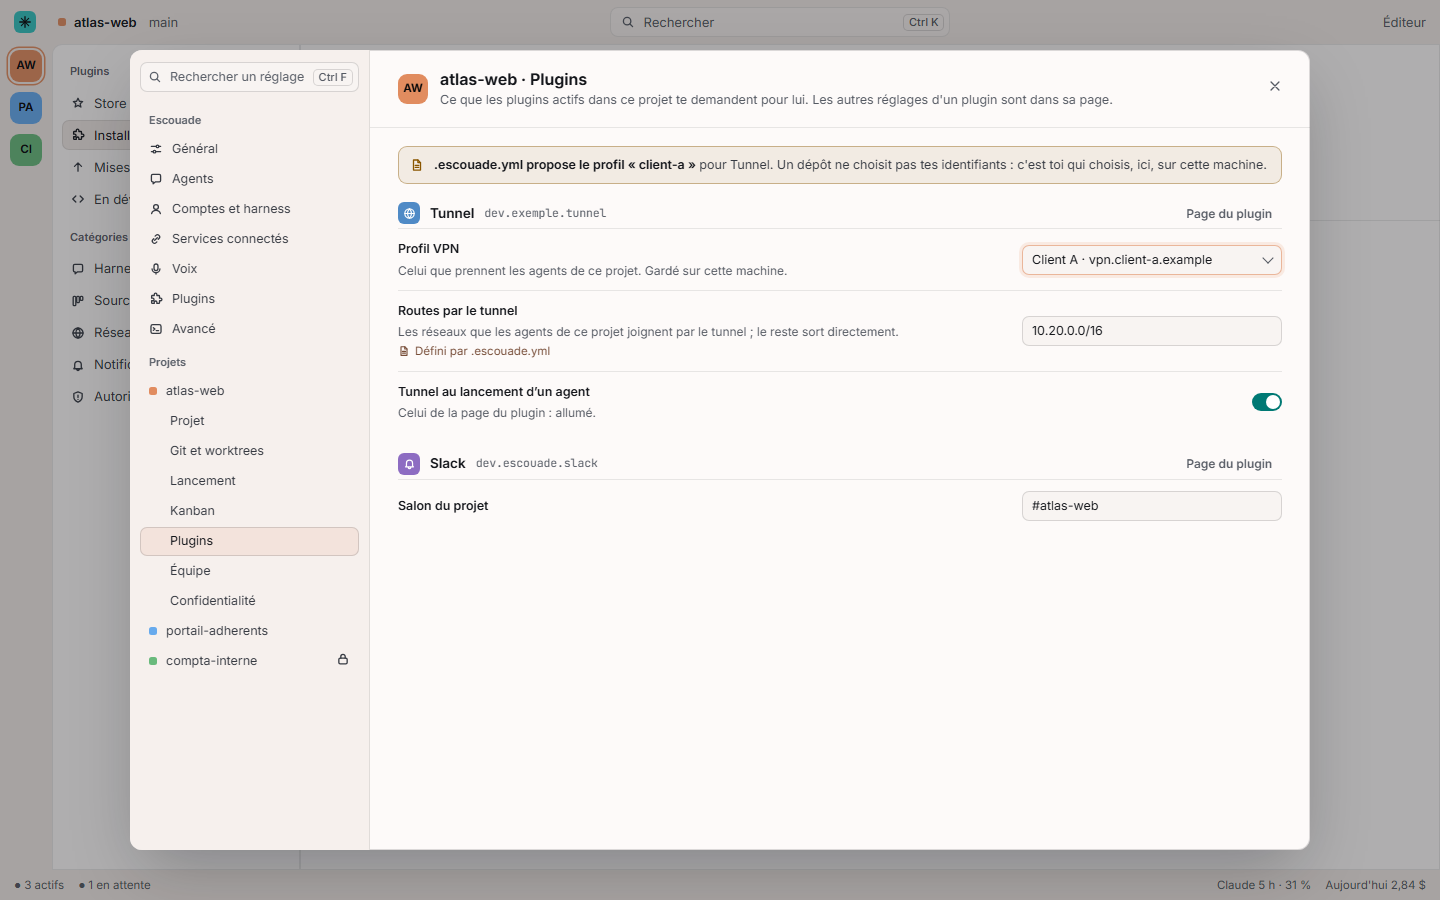 atlas-web main
Rechercher Ctrl K
Éditeur
AW
PA
CI
Plugins
Store
Install
Mises
En dé
Catégories
Harne
Sourc
Résea
Notific
Autori
Rechercher un réglage Ctrl F
Escouade
Général
Agents
Comptes et harness
Services connectés
Voix
Plugins
Avancé
Projets
atlas-web
Projet
Git et worktrees
Lancement
Kanban
Plugins
Équipe
Confidentialité
portail-adherents
compta-interne
AW
atlas-web · Plugins
Ce que les plugins actifs dans ce projet te demandent pour lui. Les autres réglages d'un plugin sont dans sa page.
.escouade.yml propose le profil « client-a » pour Tunnel. Un dépôt ne choisit pas tes identifiants : c'est toi qui choisis, ici, sur cette machine.
Tunnel dev.exemple.tunnel Page du plugin
Profil VPN
Celui que prennent les agents de ce projet. Gardé sur cette machine.
Client A · vpn.client-a.example
Routes par le tunnel
Les réseaux que les agents de ce projet joignent par le tunnel ; le reste sort directement.
Défini par .escouade.yml
10.20.0.0/16
Tunnel au lancement d’un agent
Celui de la page du plugin : allumé.
Slack dev.escouade.slack Page du plugin
Salon du projet
#atlas-web
3 actifs 1 en attente
Claude 5 h · 31 % Aujourd'hui 2,84 $